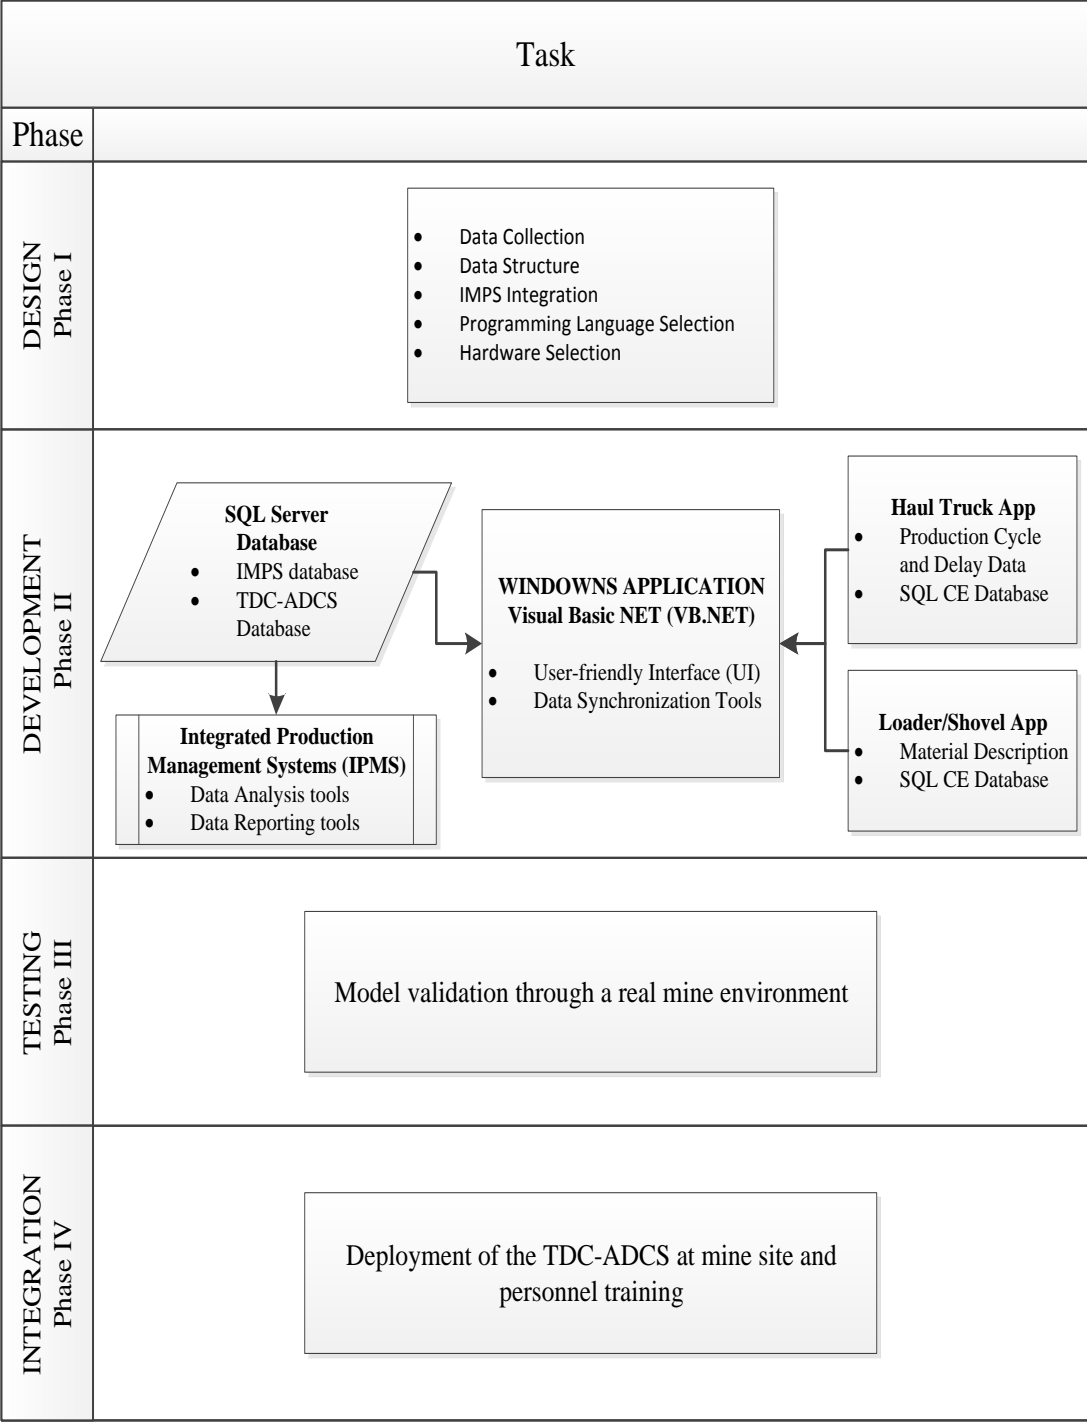 Task
Phase
DESIGN
Phase I
• Data Collection
• Data Structure
• IMPS Integration
• Programming Language Selection
• Hardware Selection
DEVELOPMENT
Phase II
SQL Server
Database
• IMPS database
• TDC-ADCS
Database
Integrated Production
Management Systems (IPMS)
• Data Analysis tools
• Data Reporting tools
WINDOWNS APPLICATION
Visual Basic NET (VB.NET)
• User-friendly Interface (UI)
• Data Synchronization Tools
Haul Truck App
• Production Cycle
and Delay Data
• SQL CE Database
Loader/Shovel App
• Material Description
• SQL CE Database
TESTING
Phase III
Model validation through a real mine environment
INTEGRATION
Phase IV
Deployment of the TDC-ADCS at mine site and
personnel training